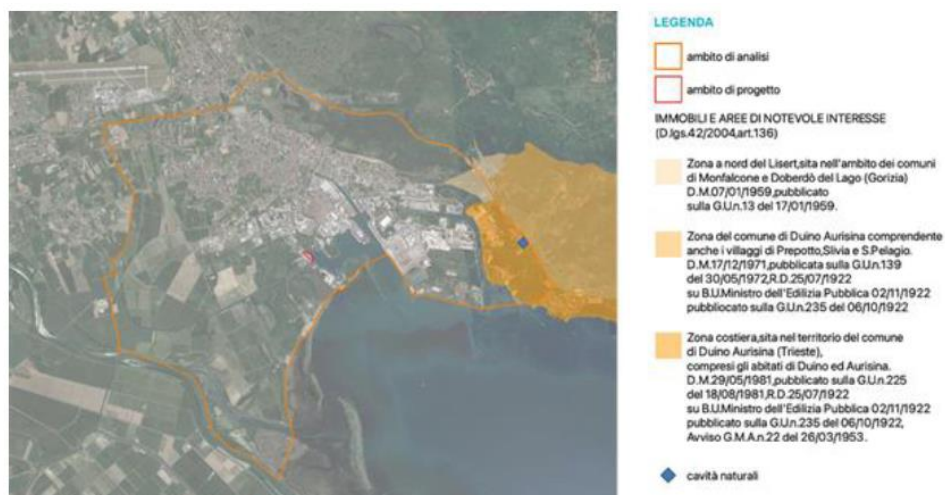 LEGENDA
ambito di analisi
ambito di progetto
IMMOBILI E AREE DI NOTEVOLE INTERESSE
(D.lgs.42/2004,art.136)
Zona a nord del Lisert,sita nell'ambito dei comuni
di Monfalcone e Doberdò del Lago (Gorizia)
D.M.07/01/1959,pubblicato
sulla G.U.n.13 del 17/01/1959.
Zona del comune di Duino Aurisina comprendente
anche i villaggi di Prepotto,Slivia e S.Pelagio.
D.M.17/12/1971,pubblicata sulla G.U.n.139
del 30/05/1972,R.D.25/07/1922
su B.U.Ministro dell'Edilizia Pubblica 02/11/1922
pubbliocato sulla G.U.n.235 del 06/10/1922
Zona costiera,sita nel territorio del comune
di Duino Aurisina (Trieste),
compresi gli abitati di Duino ed Aurisina.
D.M.29/05/1981,pubblicato sulla G.U.n.225
del 18/08/1981,R.D.25/07/1922
su B.U.Ministro dell'Edilizia Pubblica 02/11/1922
pubblicato sulla G.U.n.235 del 06/10/1922,
Avviso G.M.A.n.22 del 26/03/1953.
cavità naturali